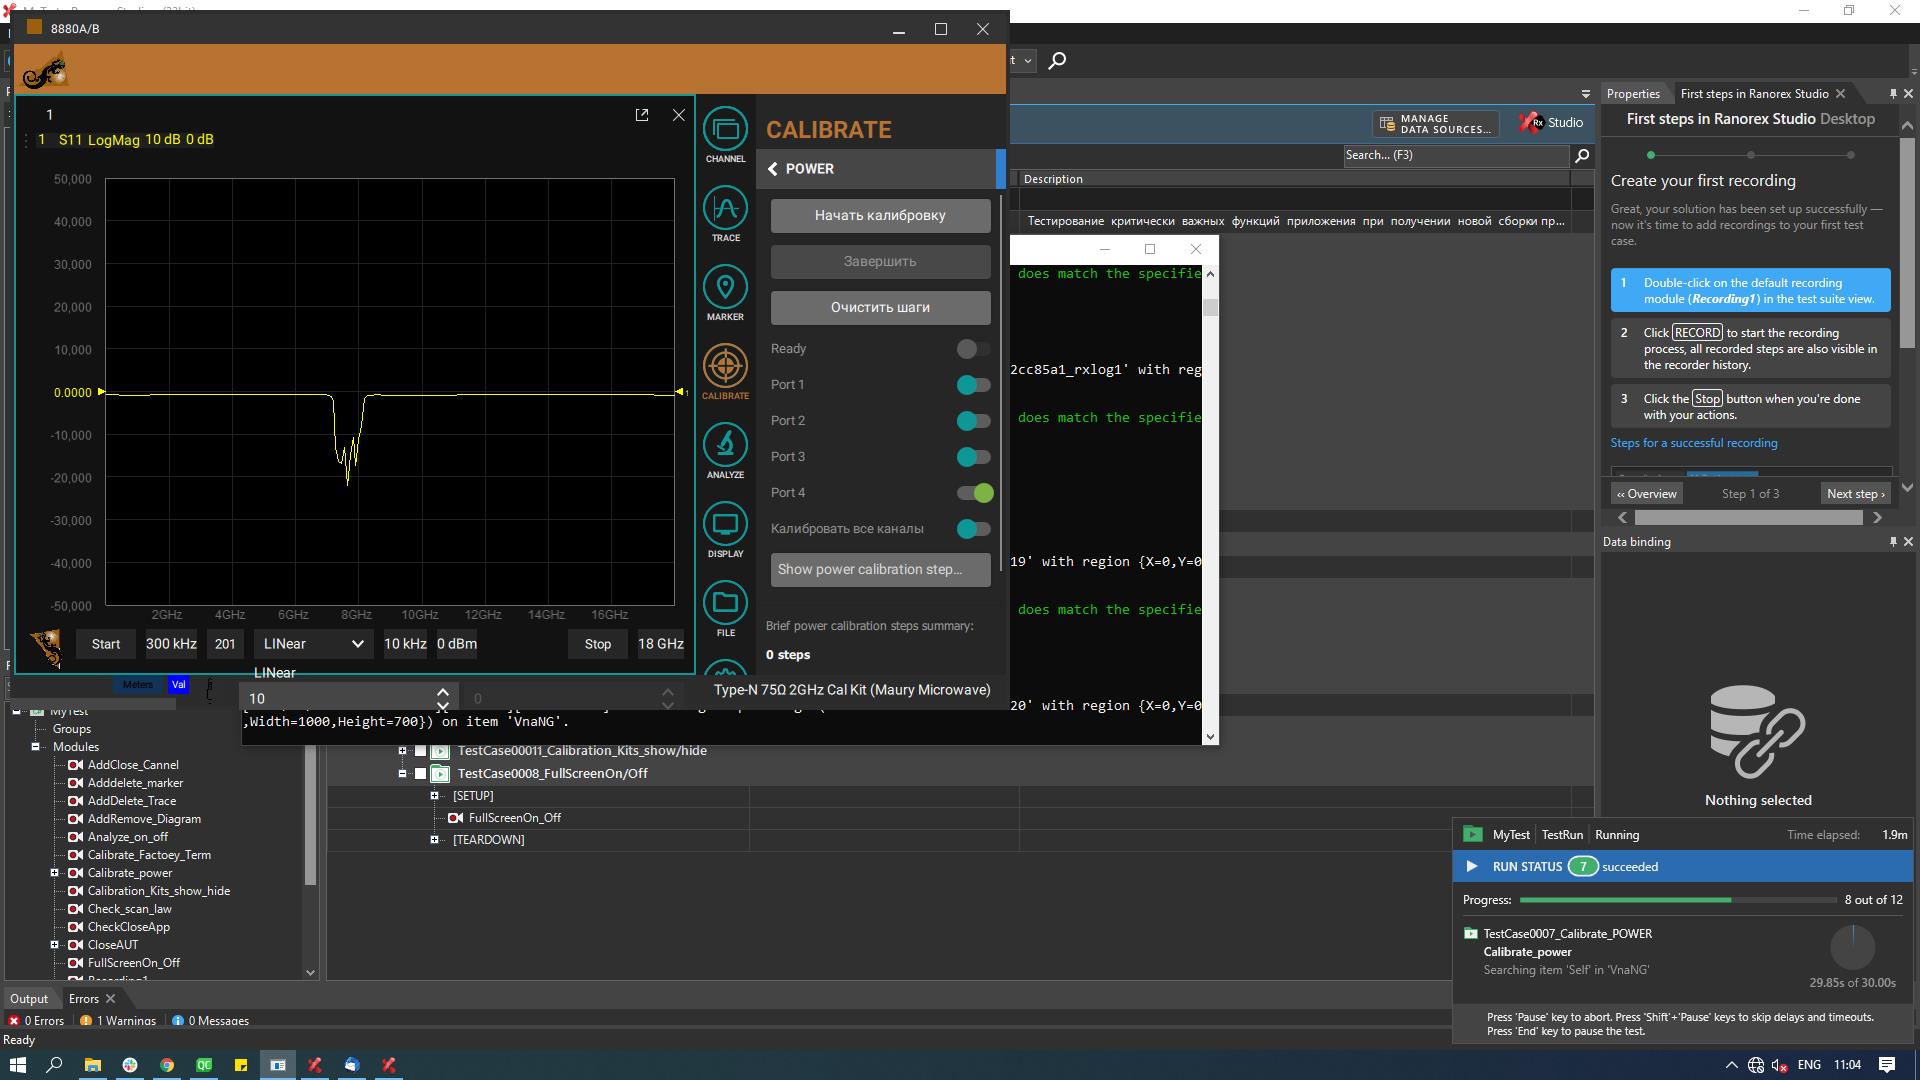 8880A/B
1
1 S11 LogMag 10 dB 0 dB
50,000
40,000
30,000
20,000
10,000
0.0000
-10,000
-20,000
-30,000
-40,000
-50,000
2GHz 4GHz 6GHz 8GHz 10GHz 12GHz 14GHz 16GHz
1
Start 300 kHz 201 LINear 10 kHz 0 dBm Stop 18 GHz
LINear
Meters Val
10 0
CHANNEL
TRACE
MARKER
CALIBRATE
ANALYZE
DISPLAY
FILE
CALIBRATE
POWER
Начать калибровку
Завершить
Очистить шаги
Ready
Port 1
Port 2
Port 3
Port 4
Калибровать все каналы
Show power calibration step...
Brief power calibration steps summary:
0 steps
Type-N 75Ω 2GHz Cal Kit (Maury Microwave)
MANAGE
DATA SOURCES...
Rx Studio
Search... (F3)
Description
Тестирование критически важных функций приложения при получении новой сборки пр...
does match the specifie
2cc85a1_rxlog1' with reg
does match the specifie
19' with region {X=0,Y=0
does match the specifie
20' with region {X=0,Y=0
,Width=1000,Height=700}) on item 'VnaNG'.
Properties First steps in Ranorex Studio
First steps in Ranorex Studio Desktop
Create your first recording
Great, your solution has been set up successfully —
now it's time to add recordings to your first test
case.
1 Double-click on the default recording
module (Recording1) in the test suite view.
2 Click RECORD to start the recording
process, all recorded steps are also visible in
the recorder history.
3 Click the Stop button when you're done
with your actions.
Steps for a successful recording
‹‹ Overview Step 1 of 3 Next step ›
Data binding
Nothing selected
MyTest
Groups
Modules
AddClose_Cannel
Adddelete_marker
AddDelete_Trace
AddRemove_Diagram
Analyze_on_off
Calibrate_Factoey_Term
Calibrate_power
Calibration_Kits_show_hide
Check_scan_law
CheckCloseApp
CloseAUT
FullScreenOn_Off
Recording1
TestCase00011_Calibration_Kits_show/hide
TestCase0008_FullScreenOn/Off
[SETUP]
FullScreenOn_Off
[TEARDOWN]
MyTest TestRun Running Time elapsed: 1.9m
RUN STATUS 7 succeeded
Progress: 8 out of 12
TestCase0007_Calibrate_POWER
Calibrate_power
Searching item 'Self' in 'VnaNG'
29.85s of 30.00s
Press 'Pause' key to abort. Press 'Shift'+'Pause' keys to skip delays and timeouts.
Press 'End' key to pause the test.
Output Errors
0 Errors 1 Warnings 0 Messages
Ready
QC
ENG 11:04